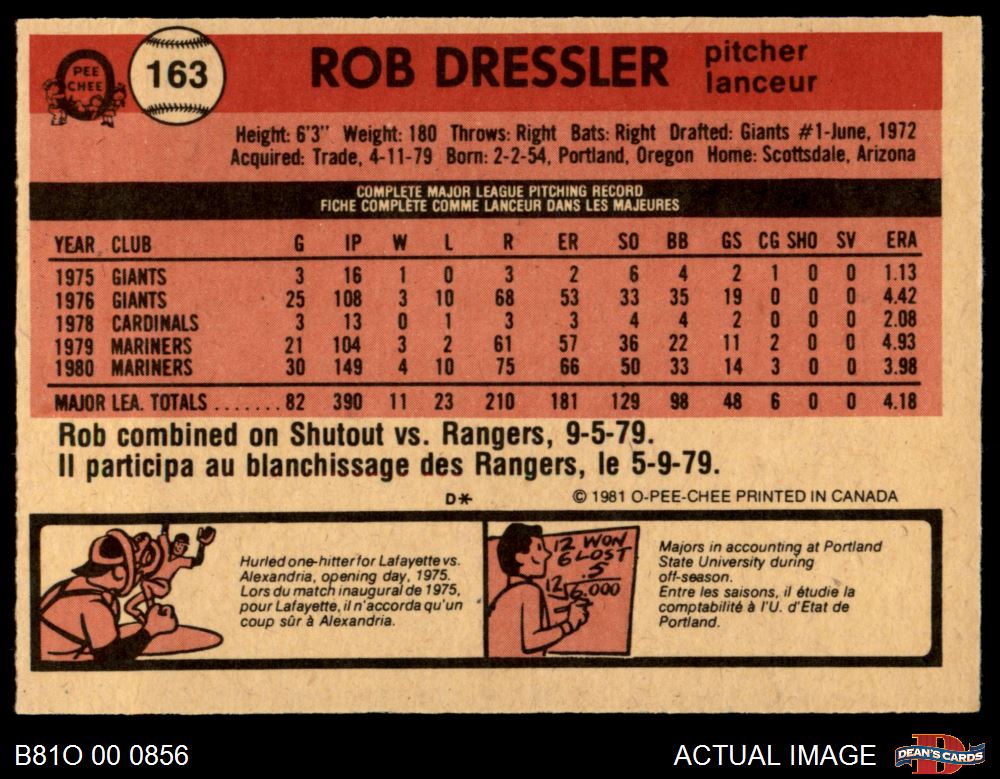 PEE
CHEE
163
ROB DRESSLER
pitcher
lanceur
Height: 6'3" Weight: 180 Throws: Right Bats: Right Drafted: Giants #1-June, 1972
Acquired: Trade, 4-11-79 Born: 2-2-54, Portland, Oregon Home: Scottsdale, Arizona
COMPLETE MAJOR LEAGUE PITCHING RECORD
FICHE COMPLÈTE COMME LANCEUR DANS LES MAJEURES
YEAR CLUB G IP W L R ER SO BB GS CG SHO SV ERA
1975 GIANTS 3 16 1 0 3 2 6 4 2 1 0 0 1.13
1976 GIANTS 25 108 3 10 68 53 33 35 19 0 0 0 4.42
1978 CARDINALS 3 13 0 1 3 3 4 4 2 0 0 0 2.08
1979 MARINERS 21 104 3 2 61 57 36 22 11 2 0 0 4.93
1980 MARINERS 30 149 4 10 75 66 50 33 14 3 0 0 3.98
MAJOR LEA. TOTALS ....... 82 390 11 23 210 181 129 98 48 6 0 0 4.18
Rob combined on Shutout vs. Rangers, 9-5-79.
Il participa au blanchissage des Rangers, le 5-9-79.
D* © 1981 O-PEE-CHEE PRINTED IN CANADA
Hurled one-hitter for Lafayette vs.
Alexandria, opening day, 1975.
Lors du match inaugural de 1975,
pour Lafayette, il n'accorda qu'un
coup sûr à Alexandria.
12 WON
6 LOST
.5
12 6.000
Majors in accounting at Portland
State University during
off-season.
Entre les saisons, il étudie la
comptabilité à l'U. d'Etat de
Portland.
B81O 00 0856
ACTUAL IMAGE
D
DEAN'S CARDS